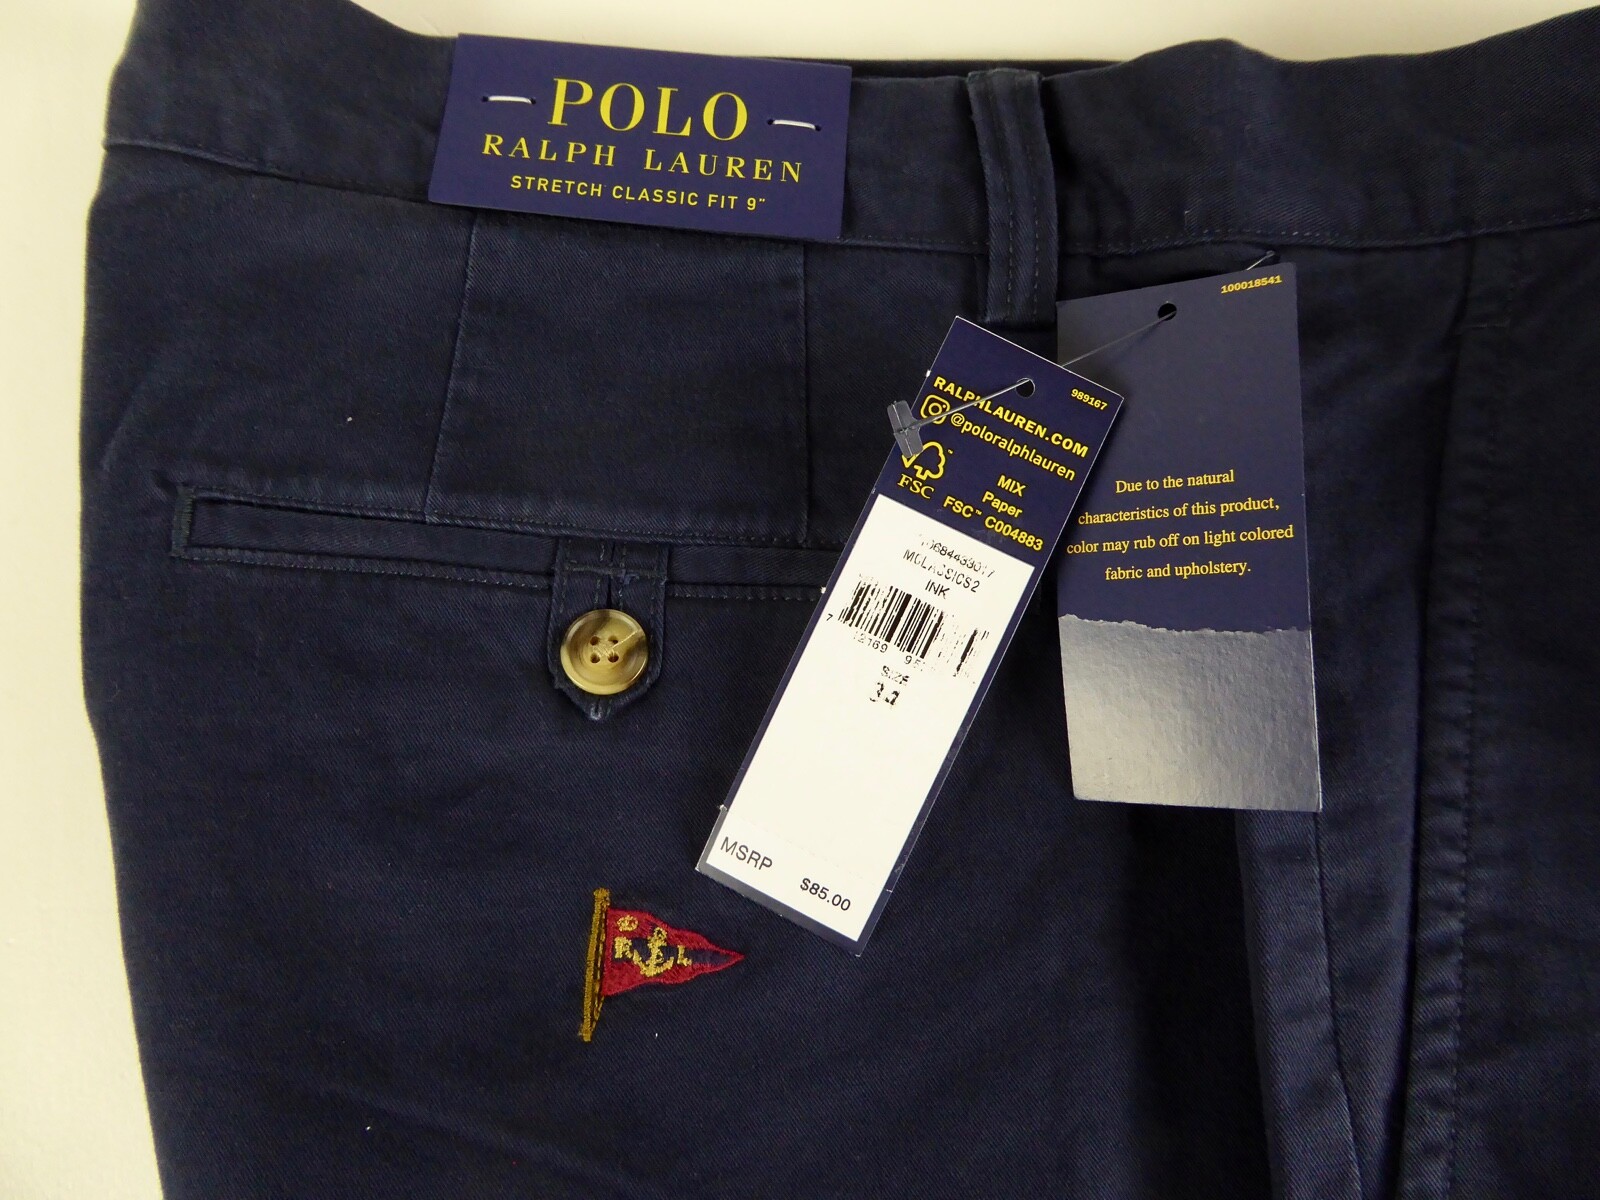 POLO
RALPH LAUREN
STRETCH CLASSIC FIT 9"
100018541
989167
RALPHLAUREN.COM
@poloralphlauren
FSC
MIX
Paper
FSC™ C004883
INK
SIZE
MSRP
$85.00
Due to the natural
characteristics of this product,
color may rub off on light colored
fabric and upholstery.
R L